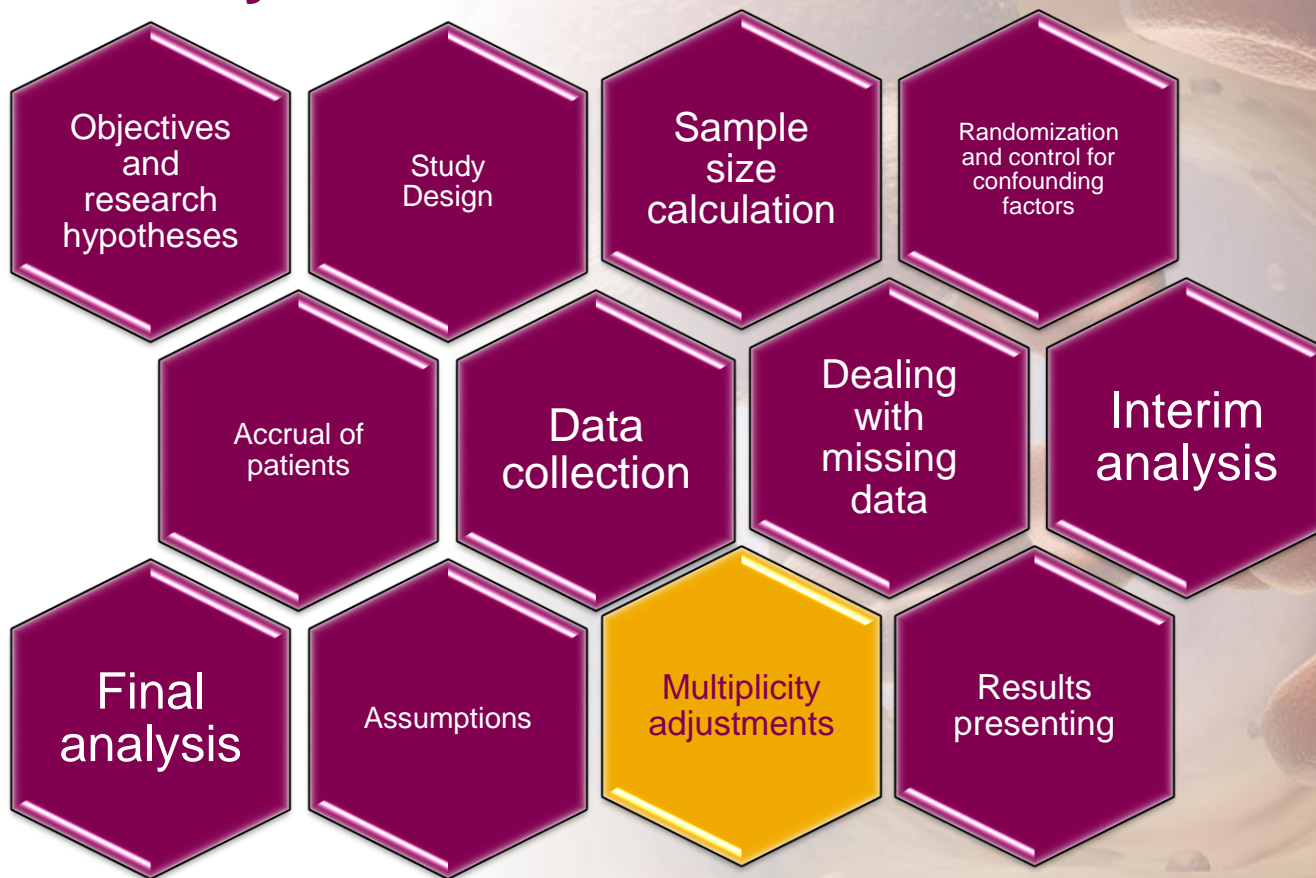 Objectives
and
research
hypotheses
Study
Design
Sample
size
calculation
Randomization
and control for
confounding
factors
Accrual of
patients
Data
collection
Dealing
with
missing
data
Interim
analysis
Final
analysis
Assumptions
Multiplicity
adjustments
Results
presenting